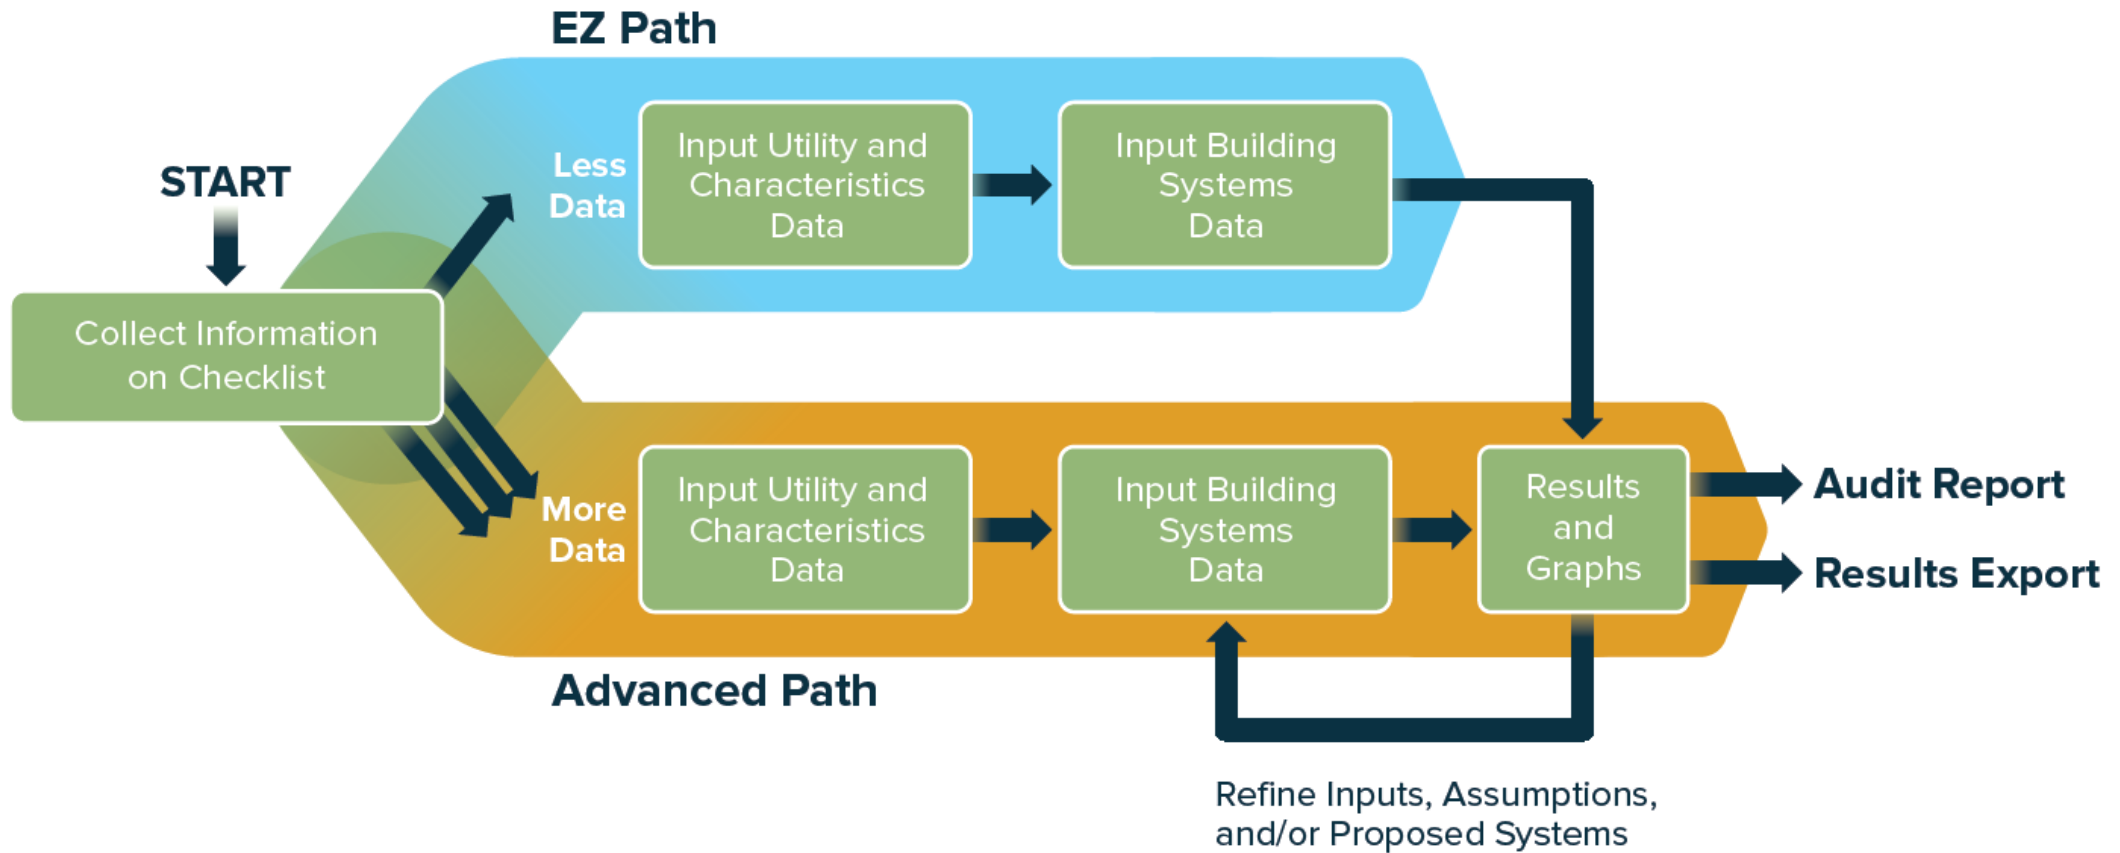 EZ Path
START
Collect Information
on Checklist
Less
Data
Input Utility and
Characteristics
Data
Input Building
Systems
Data
More
Data
Input Utility and
Characteristics
Data
Input Building
Systems
Data
Results
and
Graphs
Audit Report
Results Export
Advanced Path
Refine Inputs, Assumptions,
and/or Proposed Systems